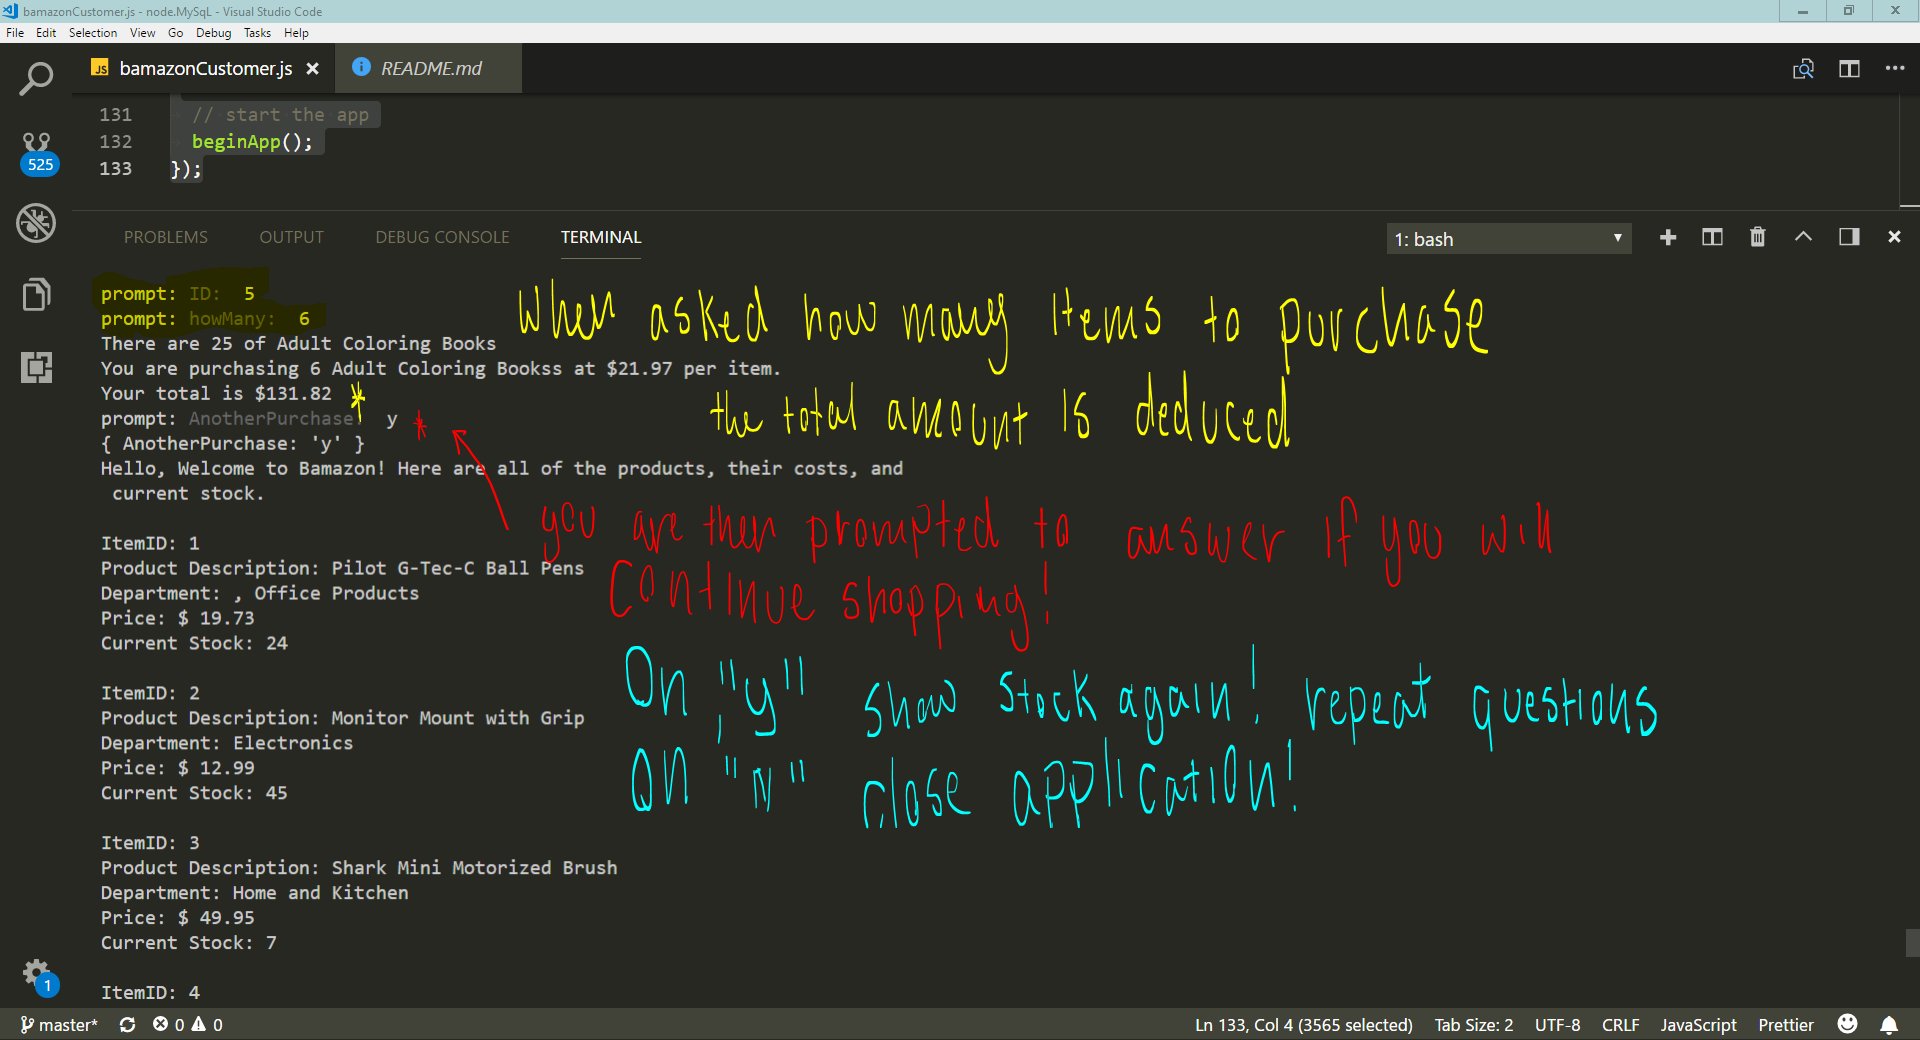 bamazonCustomer.js - node.MySqL - Visual Studio Code
File Edit Selection View Go Debug Tasks Help
JS bamazonCustomer.js README.md
131 // start the app
132 beginApp();
133 });
525
PROBLEMS OUTPUT DEBUG CONSOLE TERMINAL 1: bash
prompt: ID: 5
prompt: howMany: 6
When asked how many Items to purchase
There are 25 of Adult Coloring Books
You are purchasing 6 Adult Coloring Bookss at $21.97 per item.
Your total is $131.82 *
the total amount is deduced
prompt: AnotherPurchase: y *
{ AnotherPurchase: 'y' }
Hello, Welcome to Bamazon! Here are all of the products, their costs, and
current stock.
you are then prompted to answer if you will
continue shopping!
ItemID: 1
Product Description: Pilot G-Tec-C Ball Pens
Department: , Office Products
Price: $ 19.73
Current Stock: 24
On "y" show stock again! repeat questions
On "N" close application!
ItemID: 2
Product Description: Monitor Mount with Grip
Department: Electronics
Price: $ 12.99
Current Stock: 45
ItemID: 3
Product Description: Shark Mini Motorized Brush
Department: Home and Kitchen
Price: $ 49.95
Current Stock: 7
ItemID: 4
1
master* 0 0 Ln 133, Col 4 (3565 selected) Tab Size: 2 UTF-8 CRLF JavaScript Prettier